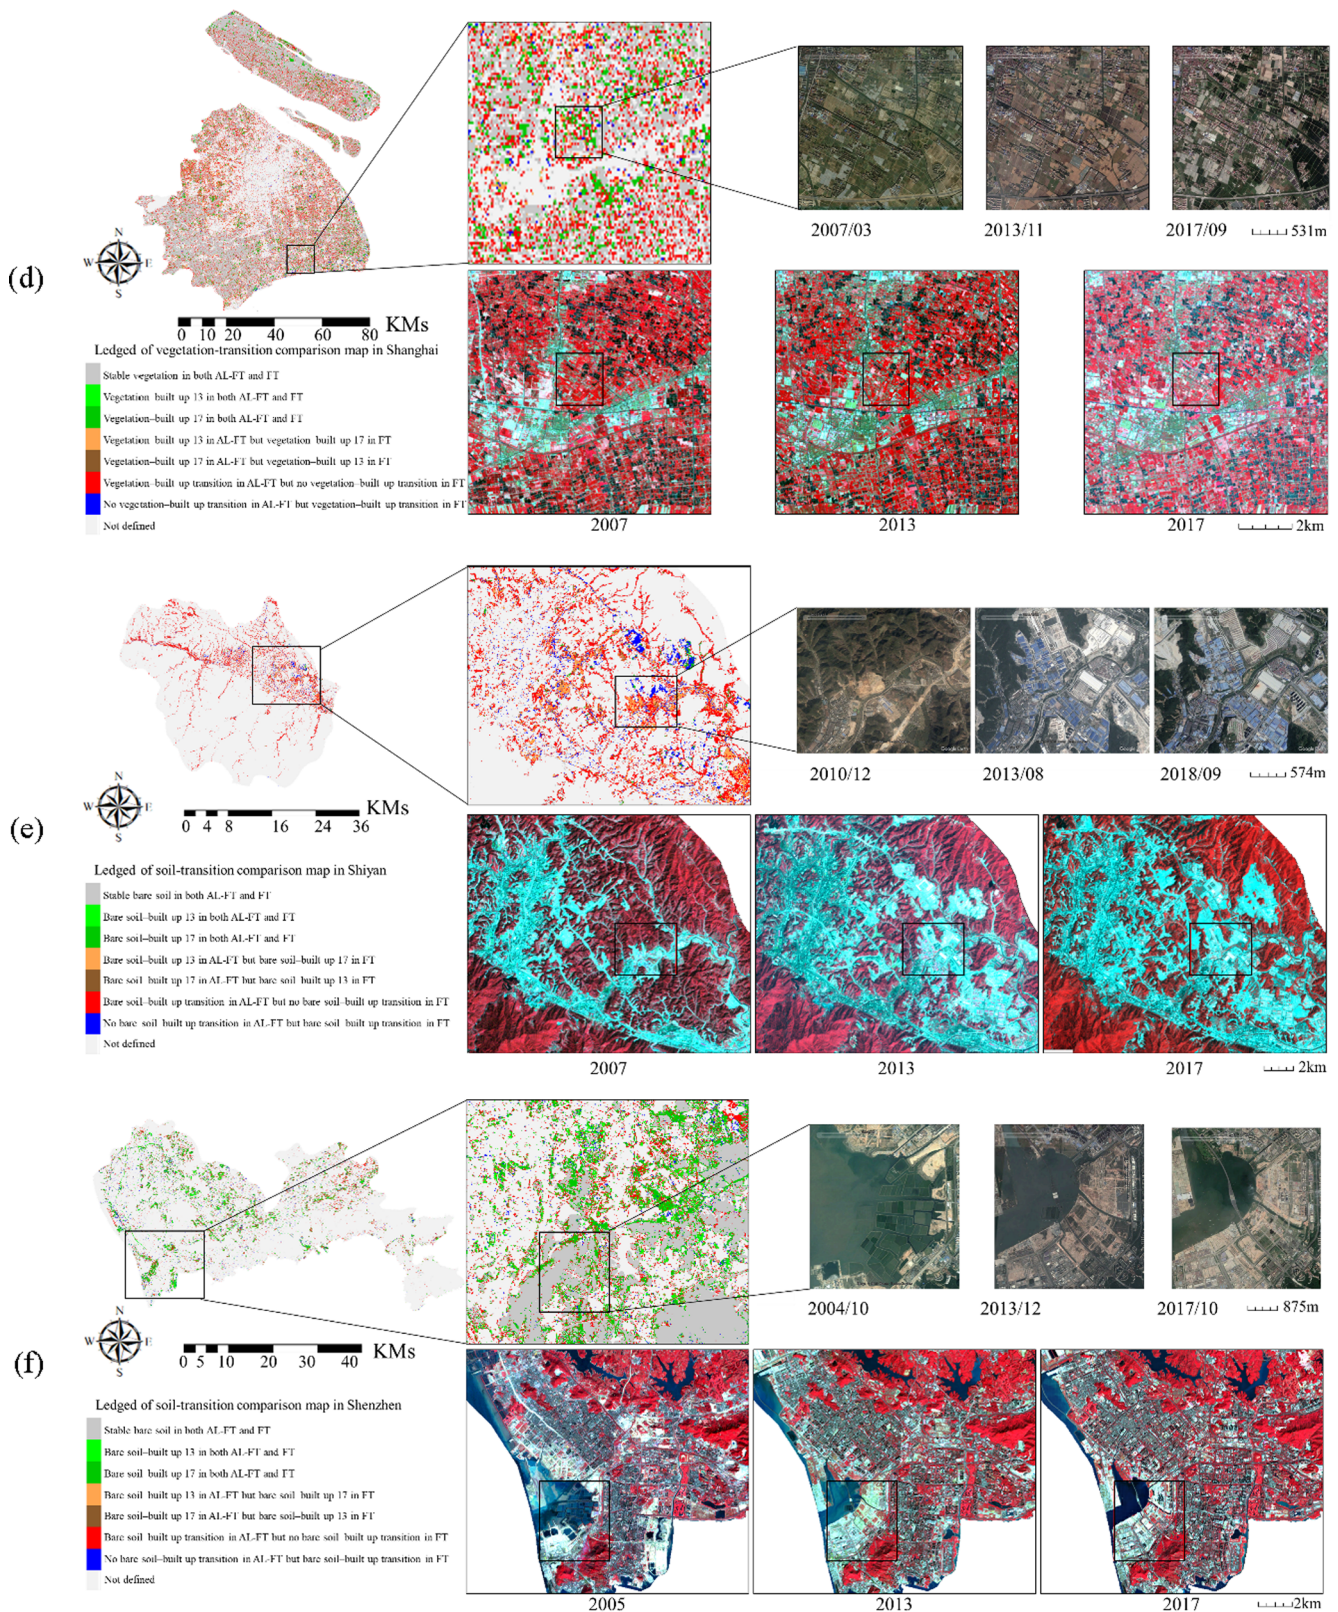 (d)
N
W E
S
0 10 20 40 60 80 KMs
Ledged of vegetation-transition comparison map in Shanghai
Stable vegetation in both AL-FT and FT
Vegetation built up 13 in both AL-FT and FT
Vegetation–built up 17 in both AL-FT and FT
Vegetation built up 13 in AL-FT but vegetation built up 17 in FT
Vegetation–built up 17 in AL-FT but vegetation–built up 13 in FT
Vegetation–built up transition in AL-FT but no vegetation–built up transition in FT
No vegetation–built up transition in AL-FT but vegetation–built up transition in FT
Not defined
2007/03 2013/11 2017/09 531m
2007 2013 2017 2km
(e)
N
W E
S
0 4 8 16 24 36 KMs
Ledged of soil-transition comparison map in Shiyan
Stable bare soil in both AL-FT and FT
Bare soil–built up 13 in both AL-FT and FT
Bare soil–built up 17 in both AL-FT and FT
Bare soil–built up 13 in AL-FT but bare soil–built up 17 in FT
Bare soil built up 17 in AL-FT but bare soil built up 13 in FT
Bare soil–built up transition in AL-FT but no bare soil–built up transition in FT
No bare soil built up transition in AL-FT but bare soil built up transition in FT
Not defined
Google Earth
2010/12 2013/08 2018/09 574m
2007 2013 2017 2km
(f)
N
W E
S
0 5 10 20 30 40 KMs
Ledged of soil-transition comparison map in Shenzhen
Stable bare soil in both AL-FT and FT
Bare soil–built up 13 in both AL-FT and FT
Bare soil built up 17 in both AL-FT and FT
Bare soil built up 13 in AL-FT but bare soil built up 17 in FT
Bare soil–built up 17 in AL-FT but bare soil–built up 13 in FT
Bare soil built up transition in AL-FT but no bare soil built up transition in FT
No bare soil–built up transition in AL-FT but bare soil–built up transition in FT
Not defined
2004/10 2013/12 2017/10 875m
2005 2013 2017 2km